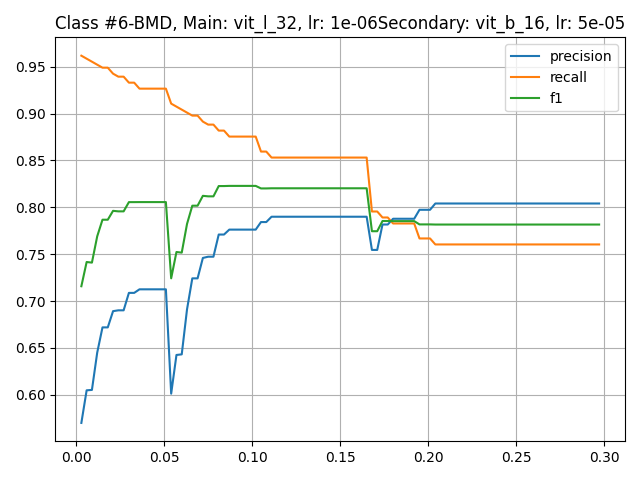 Class #6-BMD, Main: vit_l_32, lr: 1e-06Secondary: vit_b_16, lr: 5e-05
precision
recall
f1
0.95
0.90
0.85
0.80
0.75
0.70
0.65
0.60
0.00 0.05 0.10 0.15 0.20 0.25 0.30